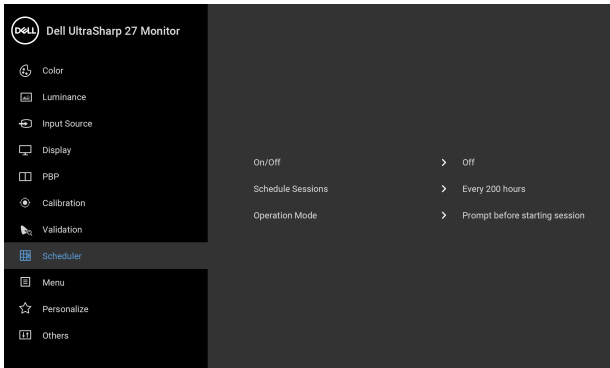 DELL
Dell UltraSharp 27 Monitor
Color
Luminance
Input Source
Display
PBP
Calibration
Validation
Scheduler
Menu
Personalize
Others
On/Off Off
Schedule Sessions Every 200 hours
Operation Mode Prompt before starting session